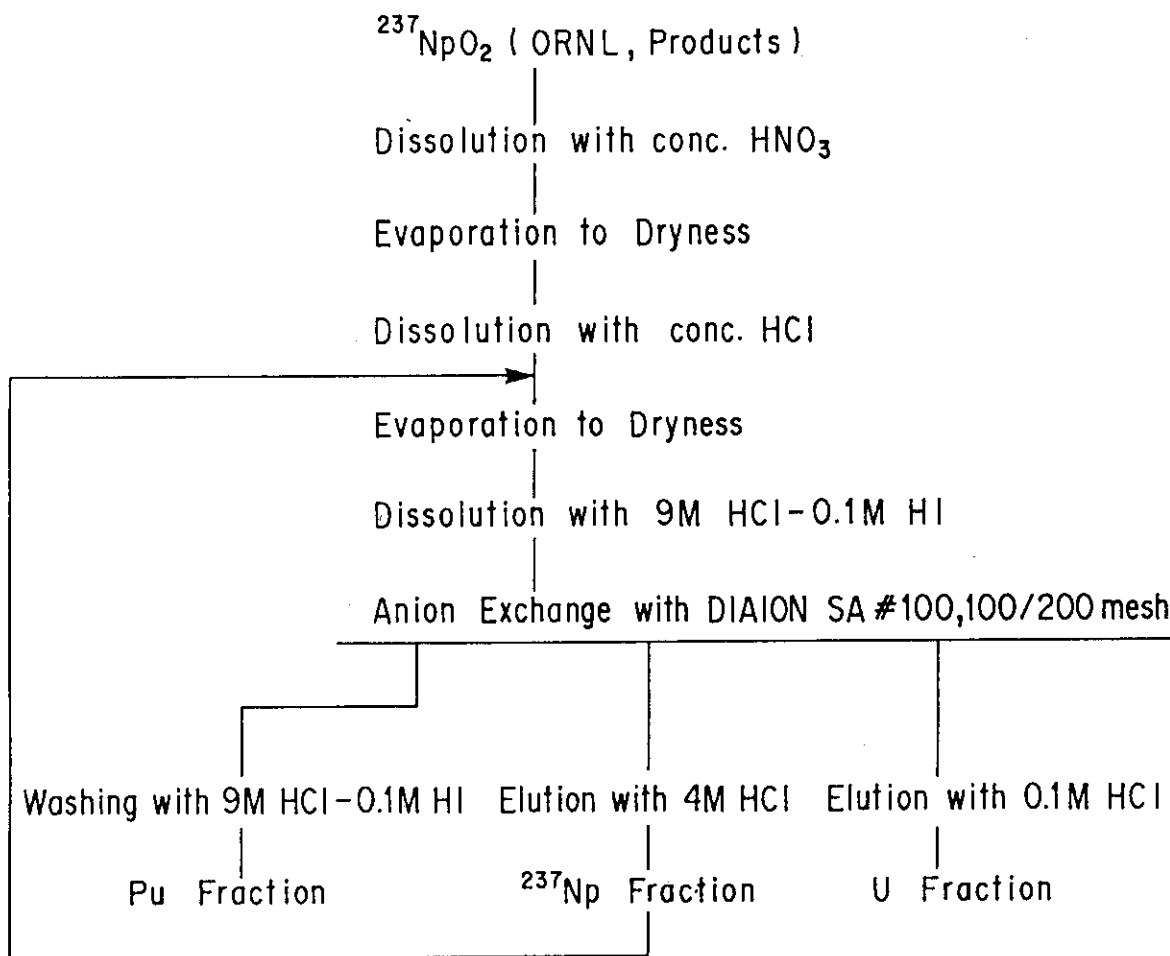 ²³⁷NpO₂ (ORNL, Products)
Dissolution with conc. HNO₃
Evaporation to Dryness
Dissolution with conc. HCl
Evaporation to Dryness
Dissolution with 9M HCl-0.1M HI
Anion Exchange with DIAION SA #100,100/200 mesh
Washing with 9M HCl-0.1M HI
Elution with 4M HCl
Elution with 0.1M HCl
Pu Fraction
²³⁷Np Fraction
U Fraction